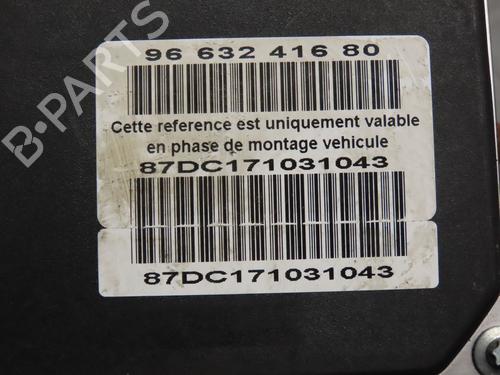 96 632 416 80
Cette reference est uniquement valable
en phase de montage vehicule
87DC171031043
87DC171031043
B-PARTS